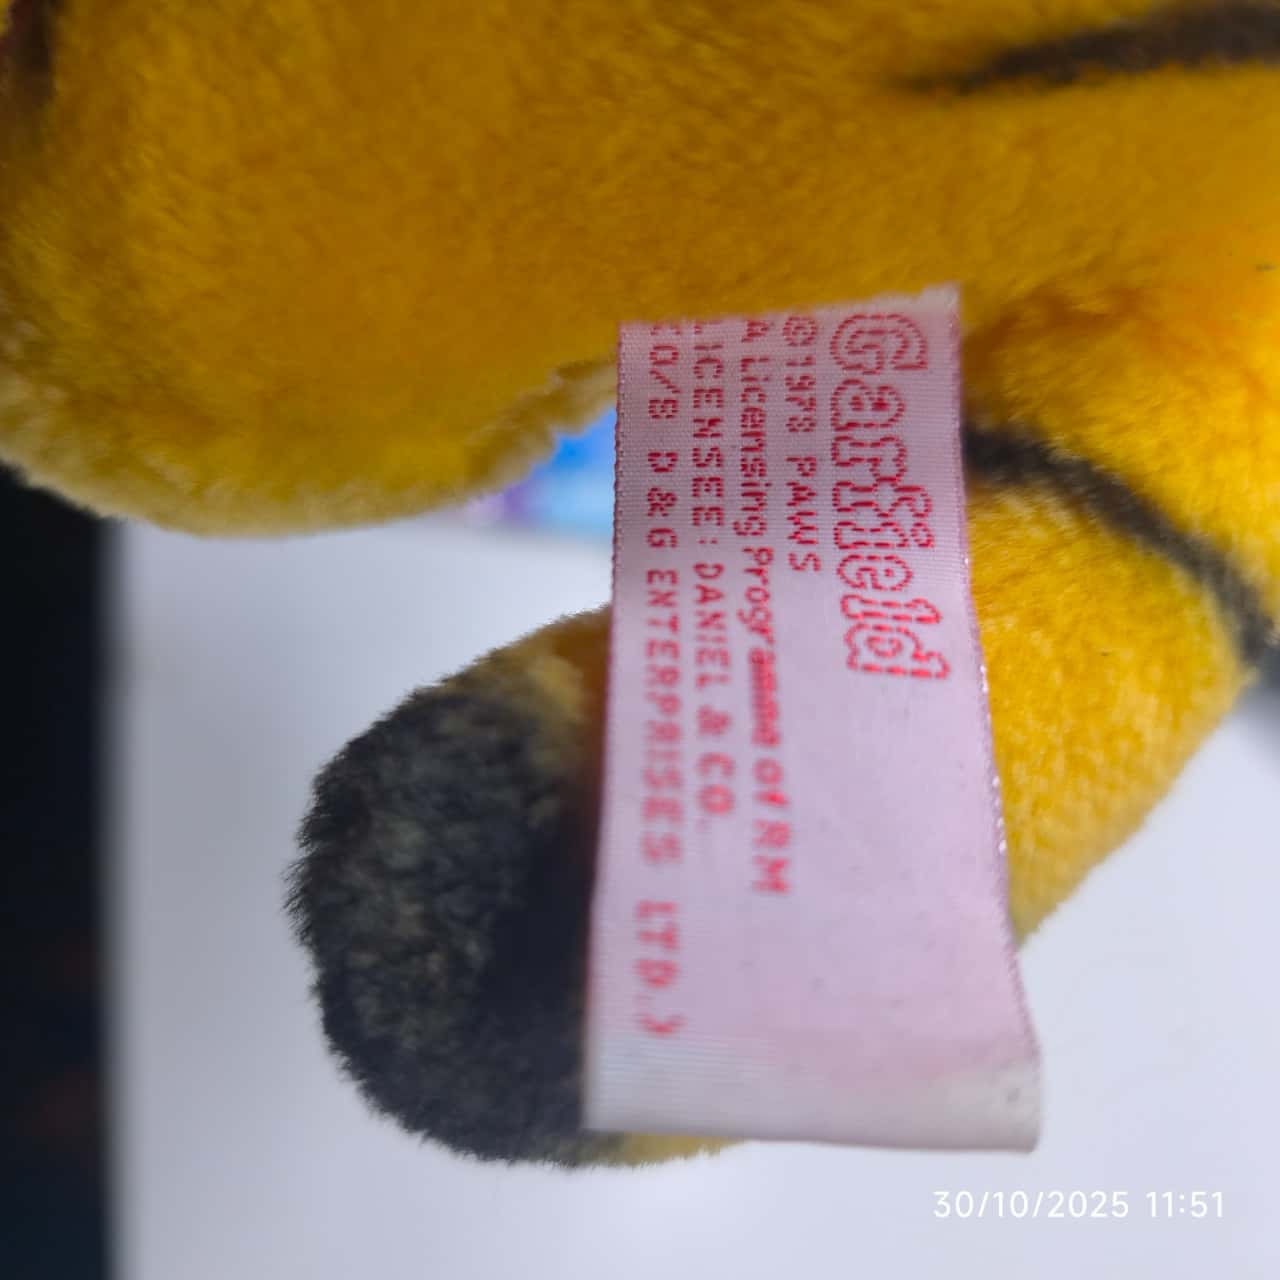 Garfield
©1978 PAWS
A Licensing Programme of RM
LICENSEE: DANIEL & CO.
D & G ENTERPRISES LTD.)
30/10/2025 11:51